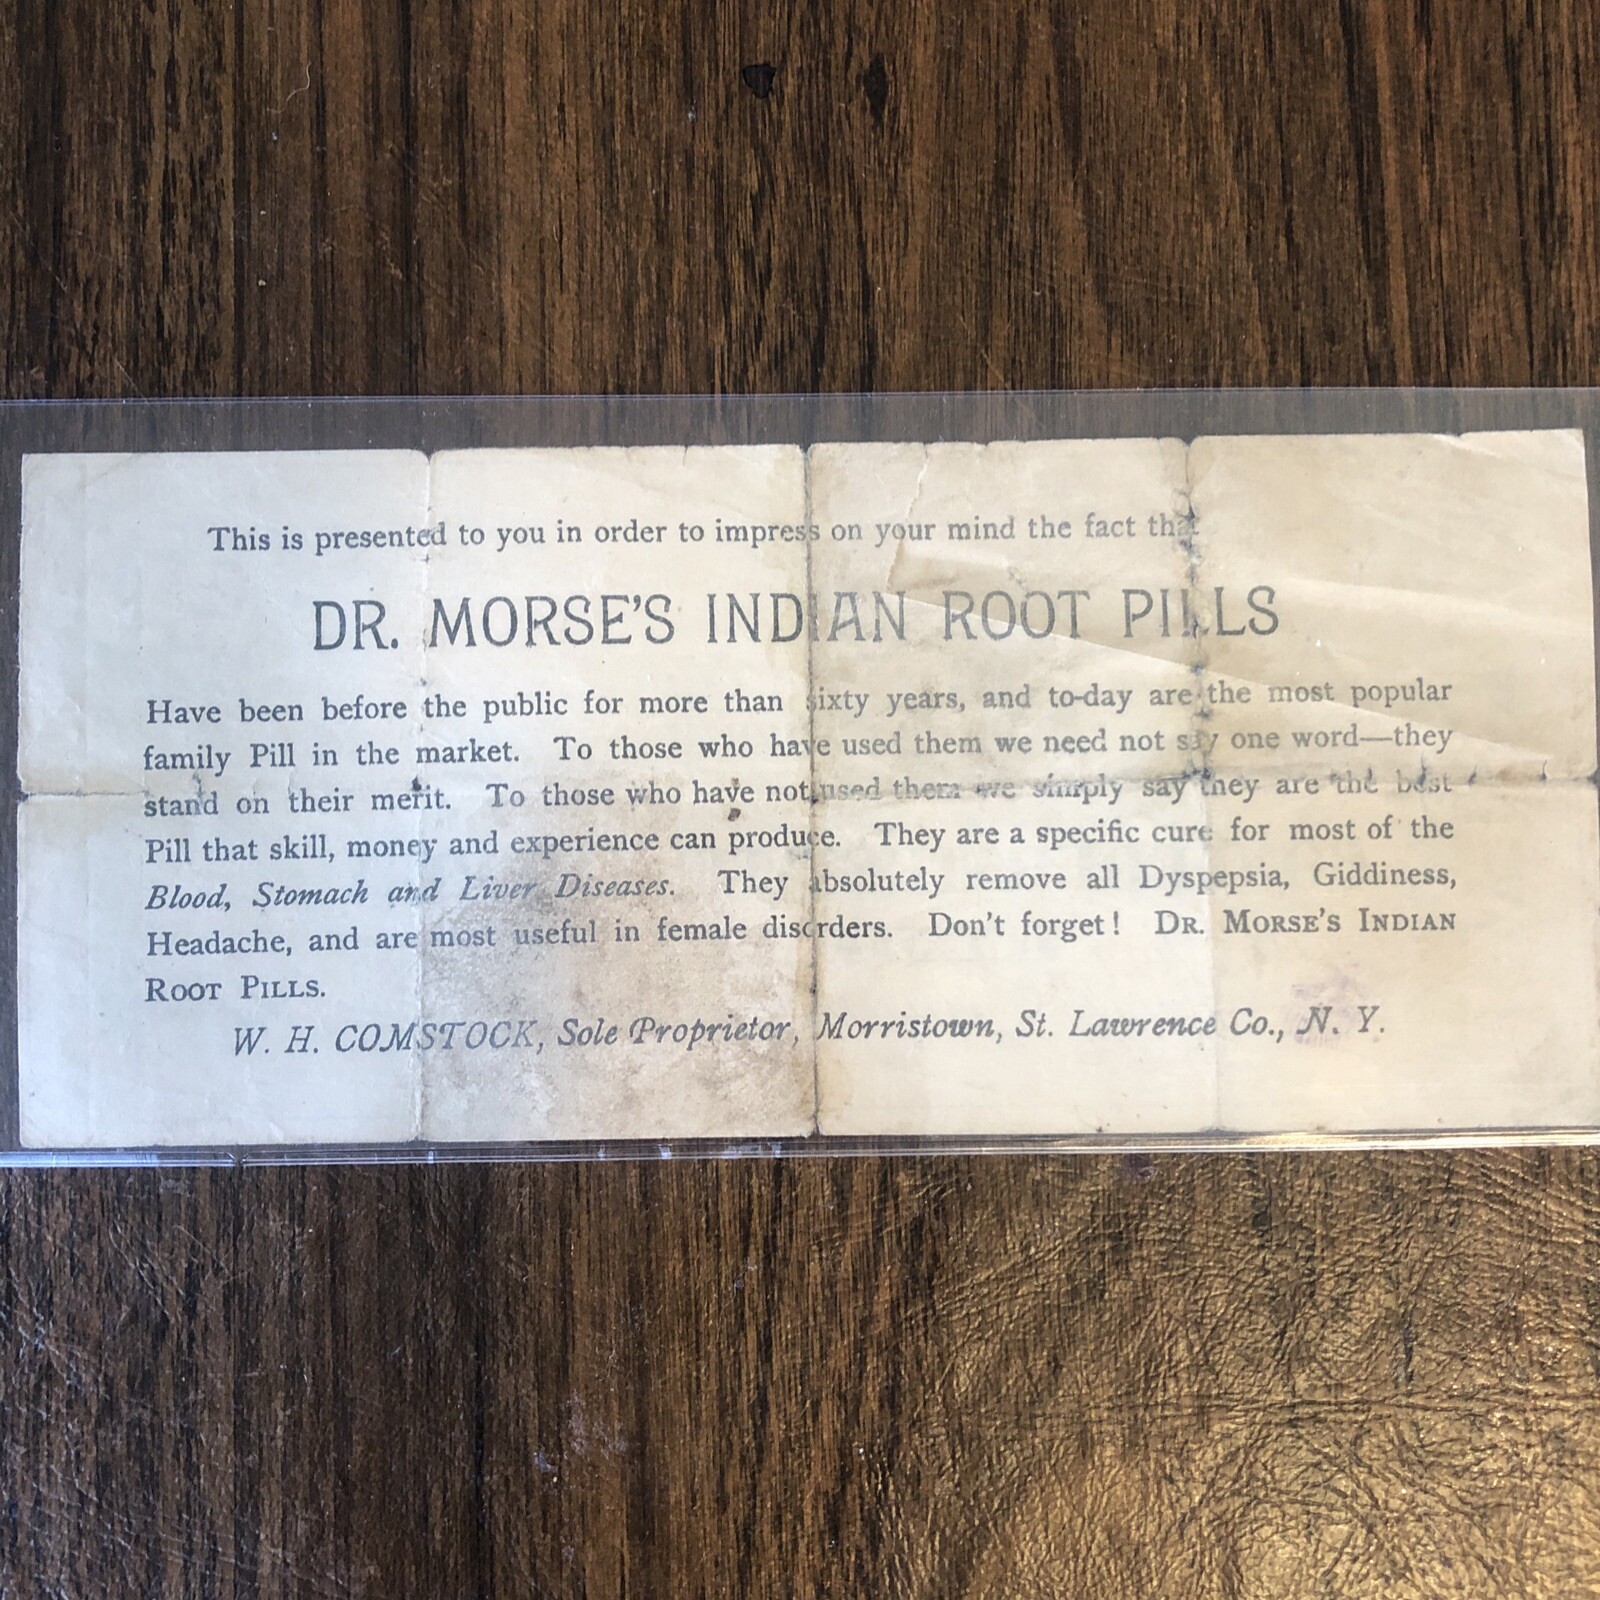 This is presented to you in order to impress on your mind the fact that
DR. MORSE'S INDIAN ROOT PILLS
Have been before the public for more than sixty years, and to-day are the most popular
family Pill in the market. To those who have used them we need not say one word—they
stand on their merit. To those who have not used them we simply say they are the best
Pill that skill, money and experience can produce. They are a specific cure for most of the
Blood, Stomach and Liver Diseases. They absolutely remove all Dyspepsia, Giddiness,
Headache, and are most useful in female disorders. Don't forget! DR. MORSE'S INDIAN
ROOT PILLS.
W. H. COMSTOCK, Sole Proprietor, Morristown, St. Lawrence Co., N. Y.